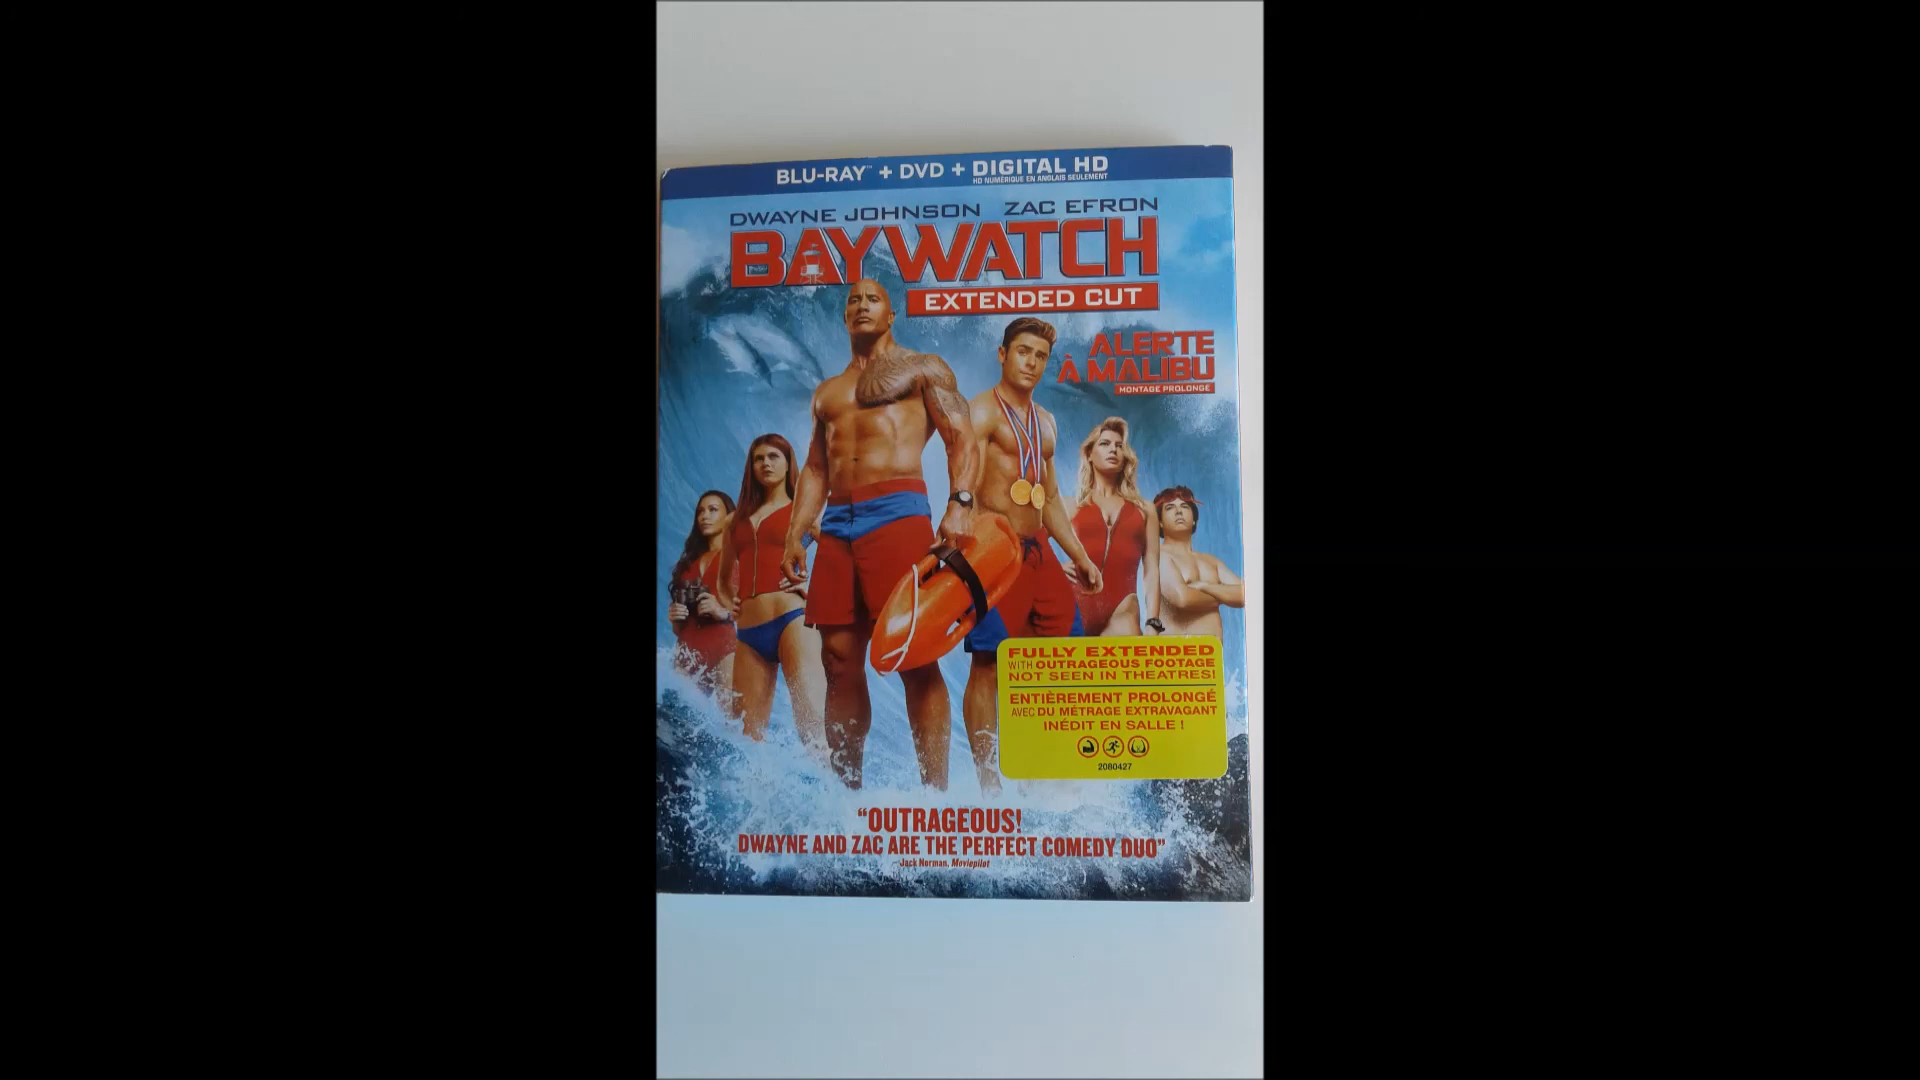 BLU-RAY™ + DVD + DIGITAL HD
HD NUMÉRIQUE EN ANGLAIS SEULEMENT
DWAYNE JOHNSON ZAC EFRON
BAYWATCH
EXTENDED CUT
ALERTE
À MALIBU
MONTAGE PROLONGÉ
FULLY EXTENDED
WITH OUTRAGEOUS FOOTAGE
NOT SEEN IN THEATRES!
ENTIÈREMENT PROLONGÉ
AVEC DU MÉTRAGE EXTRAVAGANT
INÉDIT EN SALLE !
2080427
“OUTRAGEOUS!
DWAYNE AND ZAC ARE THE PERFECT COMEDY DUO”
–Jack Norman, Moviepilot